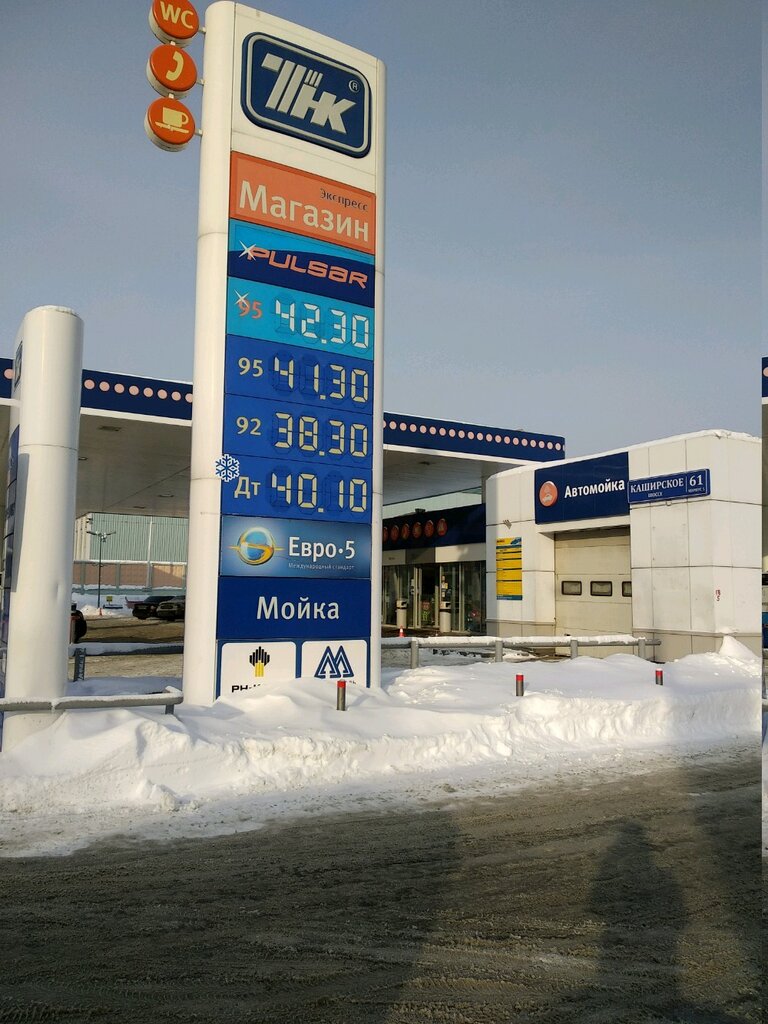 WC
ТНК
®
Экспресс
Магазин
PULSAR
95 42.30
95 41.30
92 38.30
Дт 40.10
Евро•5
Международный стандарт
Мойка
Автомойка
КАШИРСКОЕ 61
ШОССЕ